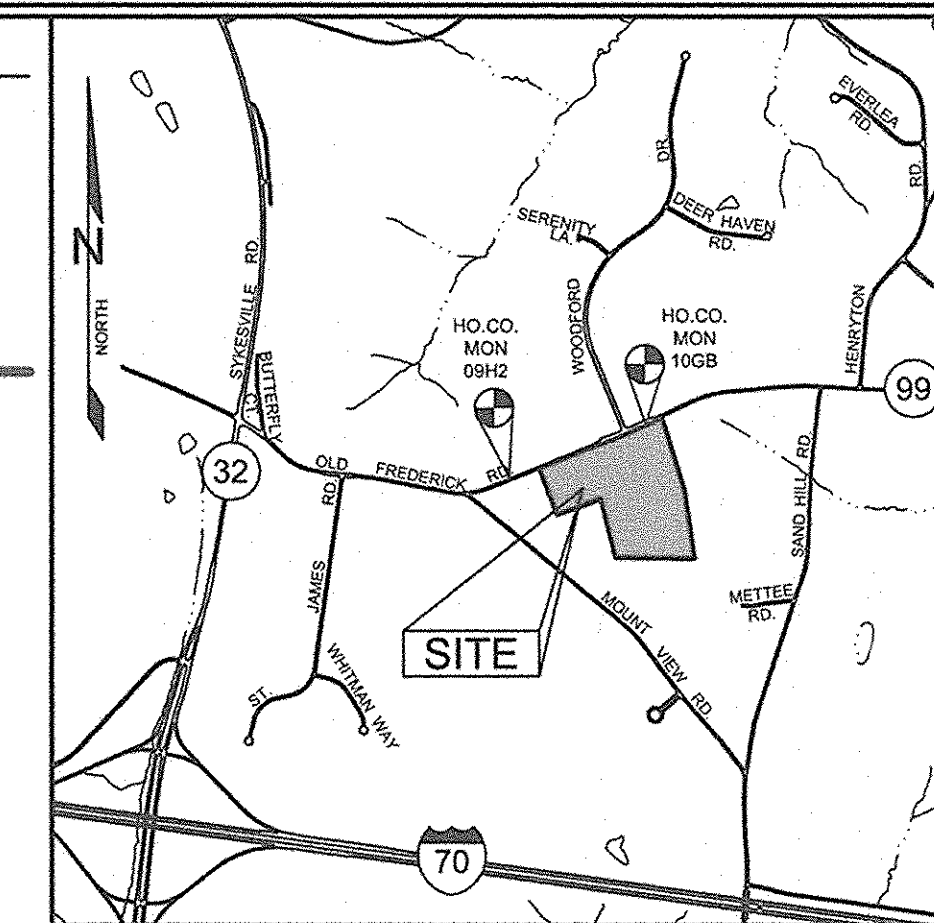 EVERLEA
RD.
DR.
RD.
SERENITY
LA.
DEER HAVEN
RD.
N
NORTH
SYKESVILLE RD.
BUTTERFLY
CT.
HO.CO.
MON
09H2
WOODFORD
HO.CO.
MON
10GB
HENRYTON
99
32
OLD FREDERICK RD.
RD.
SAND HILL RD.
JAMES
METTEE
RD.
SITE
MOUNT VIEW RD.
ST.
WHITMAN WAY
70